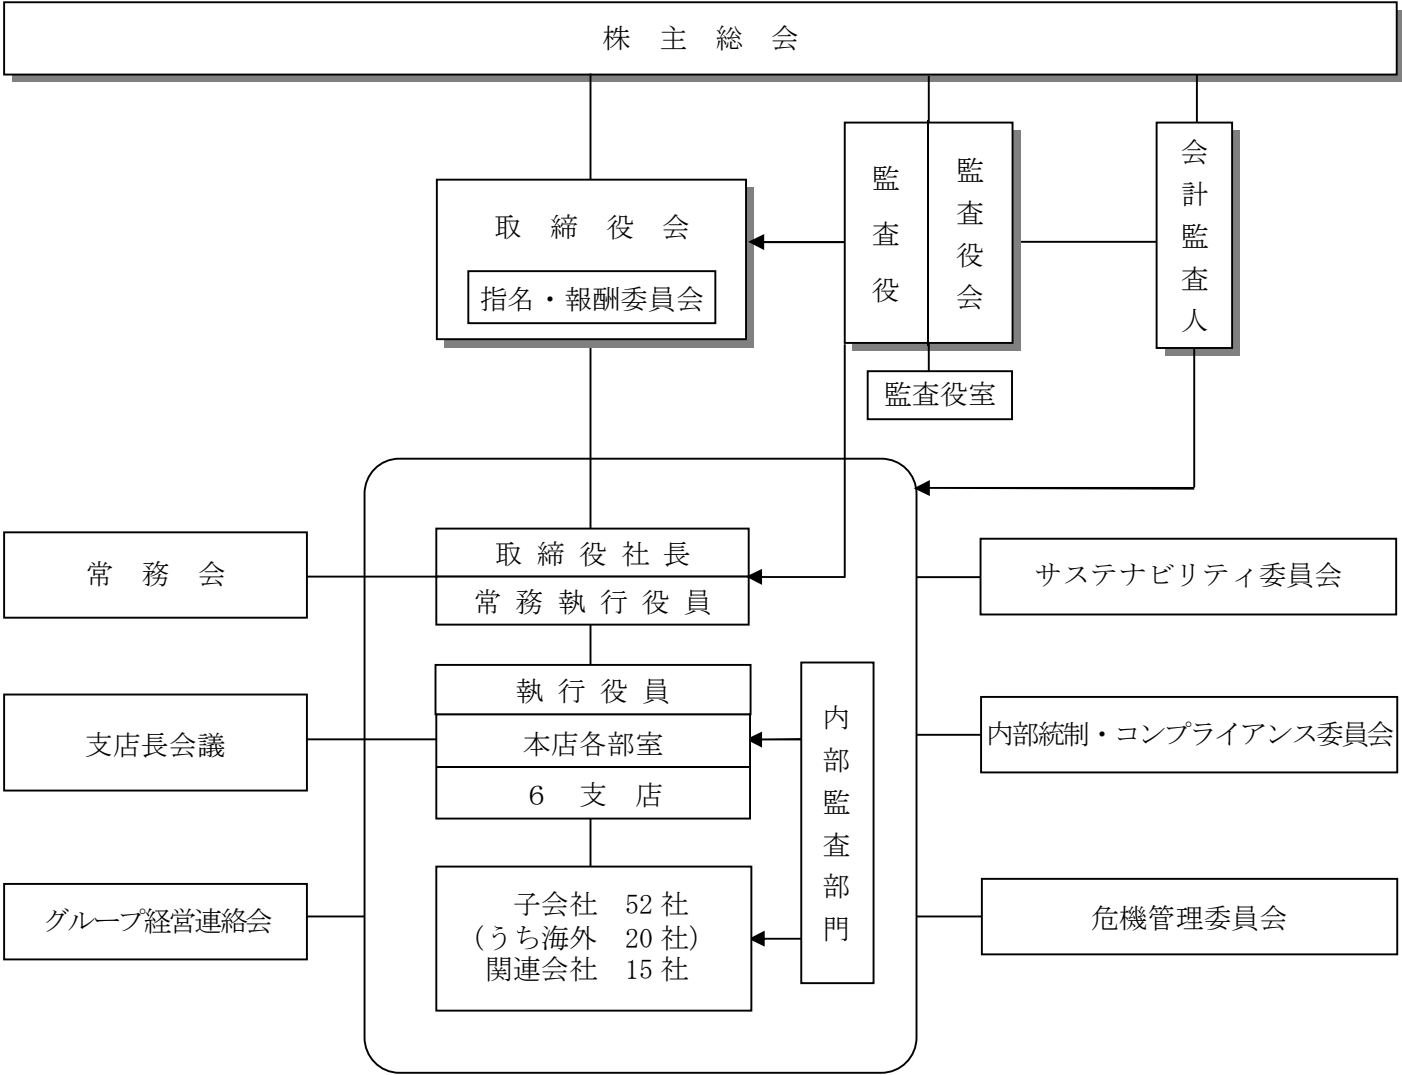 株　主　総　会
取　締　役　会
指名・報酬委員会
監査役
監査役会
会計監査人
監査役室
取締役社長
常務執行役員
常　務　会
サステナビリティ委員会
執行役員
本店各部室
６　支　店
支店長会議
内部監査部門
内部統制・コンプライアンス委員会
子会社　52 社
（うち海外　20 社）
関連会社　15 社
グループ経営連絡会
危機管理委員会